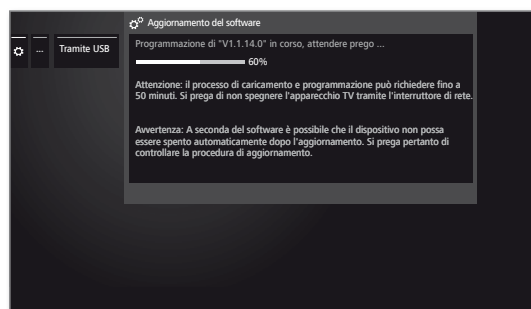 Aggiornamento del software
... Tramite USB
Programmazione di "V1.1.14.0" in corso, attendere prego ...
60%
Attenzione: il processo di caricamento e programmazione può richiedere fino a
50 minuti. Si prega di non spegnere l'apparecchio TV tramite l'interruttore di rete.
Avvertenza: A seconda del software è possibile che il dispositivo non possa
essere spento automaticamente dopo l'aggiornamento. Si prega pertanto di
controllare la procedura di aggiornamento.